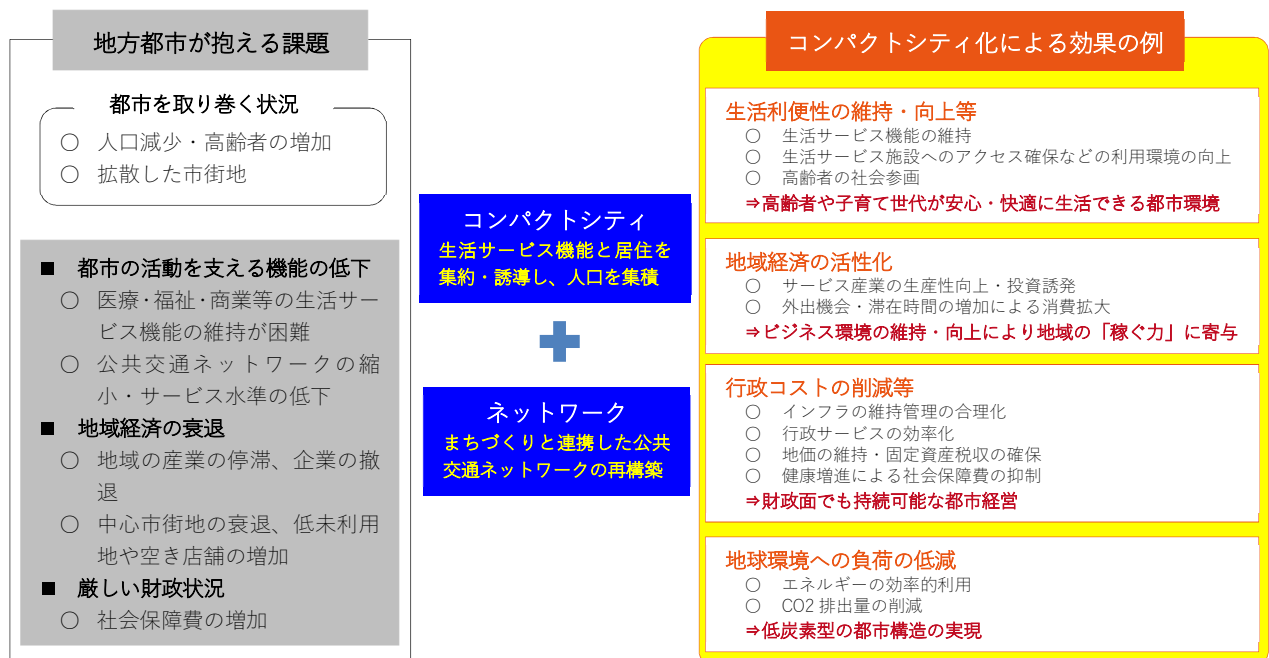 地方都市が抱える課題
都市を取り巻く状況
○ 人口減少・高齢者の増加
○ 拡散した市街地
■ 都市の活動を支える機能の低下
○ 医療・福祉・商業等の生活サー
ビス機能の維持が困難
○ 公共交通ネットワークの縮
小・サービス水準の低下
■ 地域経済の衰退
○ 地域の産業の停滞、企業の撤
退
○ 中心市街地の衰退、低未利用
地や空き店舗の増加
■ 厳しい財政状況
○ 社会保障費の増加
コンパクトシティ
生活サービス機能と居住を
集約・誘導し、人口を集積
ネットワーク
まちづくりと連携した公共
交通ネットワークの再構築
コンパクトシティ化による効果の例
生活利便性の維持・向上等
○ 生活サービス機能の維持
○ 生活サービス施設へのアクセス確保などの利用環境の向上
○ 高齢者の社会参画
⇒高齢者や子育て世代が安心・快適に生活できる都市環境
地域経済の活性化
○ サービス産業の生産性向上・投資誘発
○ 外出機会・滞在時間の増加による消費拡大
⇒ビジネス環境の維持・向上により地域の「稼ぐ力」に寄与
行政コストの削減等
○ インフラの維持管理の合理化
○ 行政サービスの効率化
○ 地価の維持・固定資産税収の確保
○ 健康増進による社会保障費の抑制
⇒財政面でも持続可能な都市経営
地球環境への負荷の低減
○ エネルギーの効率的利用
○ CO2 排出量の削減
⇒低炭素型の都市構造の実現